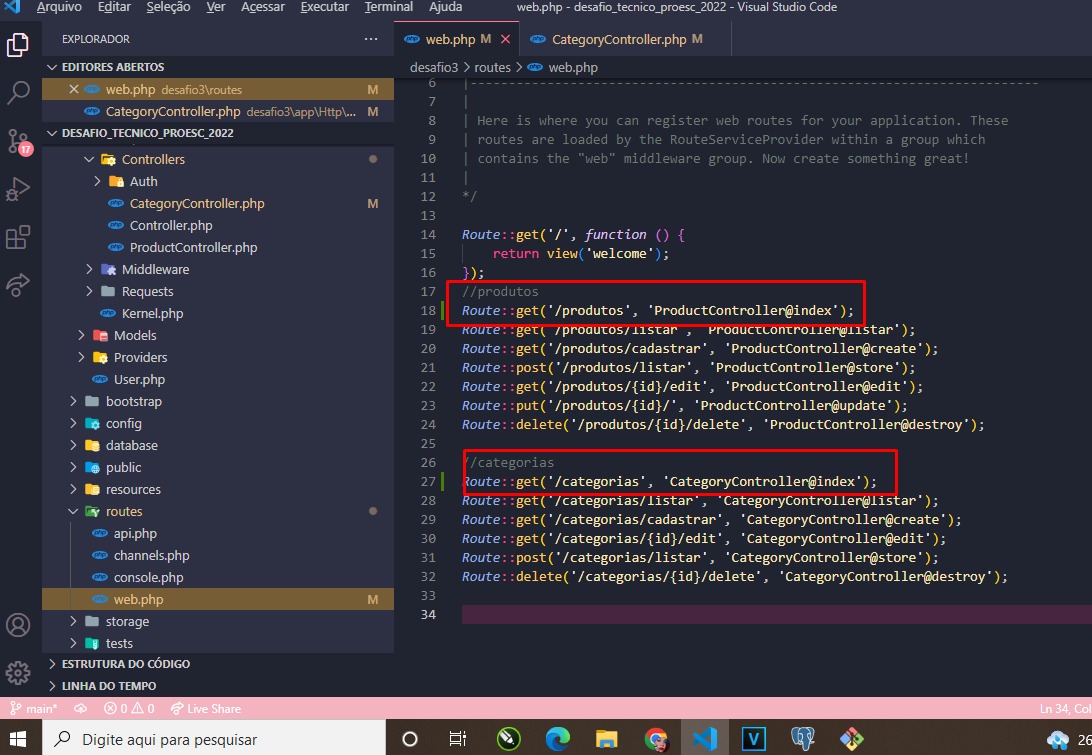 Arquivo Editar Seleção Ver Acessar Executar Terminal Ajuda web.php - desafio_tecnico_proesc_2022 - Visual Studio Code
EXPLORADOR ...
EDITORES ABERTOS
web.php desafio3\routes M
CategoryController.php desafio3\app\Http\... M
DESAFIO_TECNICO_PROESC_2022
Controllers
Auth
CategoryController.php M
Controller.php
ProductController.php
Middleware
Requests
Kernel.php
Models
Providers
User.php
bootstrap
config
database
public
resources
routes
api.php
channels.php
console.php
web.php M
storage
tests
ESTRUTURA DO CÓDIGO
LINHA DO TEMPO
17
web.php M CategoryController.php M
desafio3 > routes > web.php
6 |--------------------------------------------------------------------------
7 |
8 | Here is where you can register web routes for your application. These
9 | routes are loaded by the RouteServiceProvider within a group which
10 | contains the "web" middleware group. Now create something great!
11 |
12 */
13
14 Route::get('/', function () {
15 return view('welcome');
16 });
17 //produtos
18 Route::get('/produtos', 'ProductController@index');
19 Route::get('/produtos/listar', 'ProductController@listar');
20 Route::get('/produtos/cadastrar', 'ProductController@create');
21 Route::post('/produtos/listar', 'ProductController@store');
22 Route::get('/produtos/{id}/edit', 'ProductController@edit');
23 Route::put('/produtos/{id}/', 'ProductController@update');
24 Route::delete('/produtos/{id}/delete', 'ProductController@destroy');
25
26 //categorias
27 Route::get('/categorias', 'CategoryController@index');
28 Route::get('/categorias/listar', 'CategoryController@listar');
29 Route::get('/categorias/cadastrar', 'CategoryController@create');
30 Route::get('/categorias/{id}/edit', 'CategoryController@edit');
31 Route::post('/categorias/listar', 'CategoryController@store');
32 Route::delete('/categorias/{id}/delete', 'CategoryController@destroy');
33
34
main* 0 0 Live Share Ln 34, Col
Digite aqui para pesquisar V 26